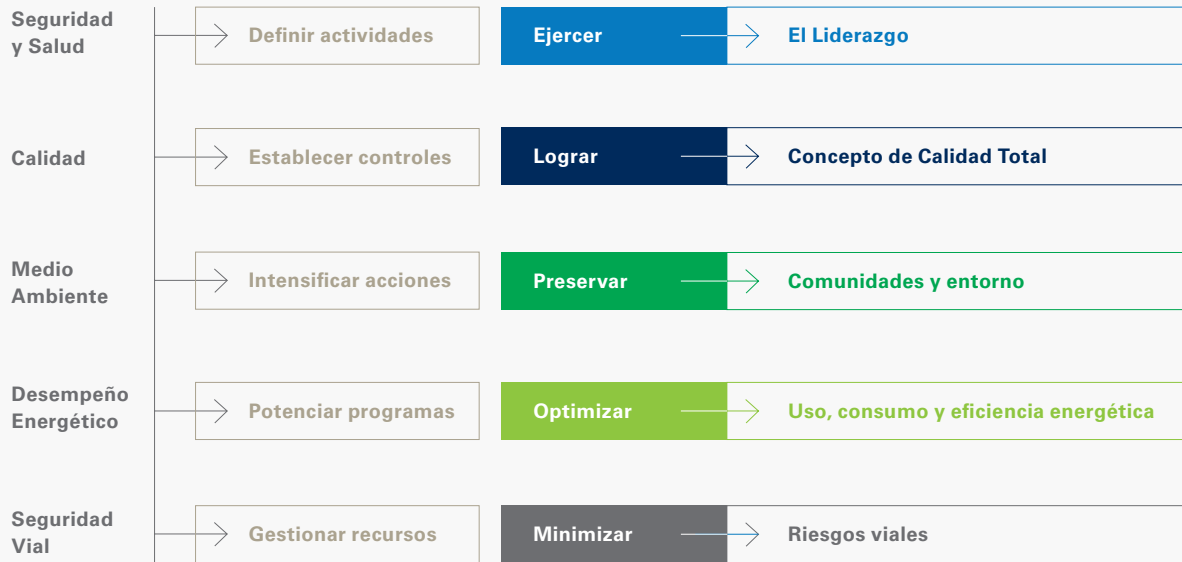 Seguridad
y Salud
Definir actividades
Ejercer
El Liderazgo
Calidad
Establecer controles
Lograr
Concepto de Calidad Total
Medio
Ambiente
Intensificar acciones
Preservar
Comunidades y entorno
Desempeño
Energético
Potenciar programas
Optimizar
Uso, consumo y eficiencia energética
Seguridad
Vial
Gestionar recursos
Minimizar
Riesgos viales